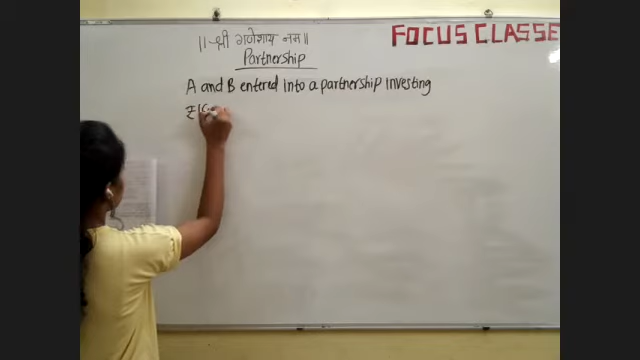 || श्री गणेशाय नमः ||
FOCUS CLASSE
Partnership
A and B entered into a partnership investing
₹